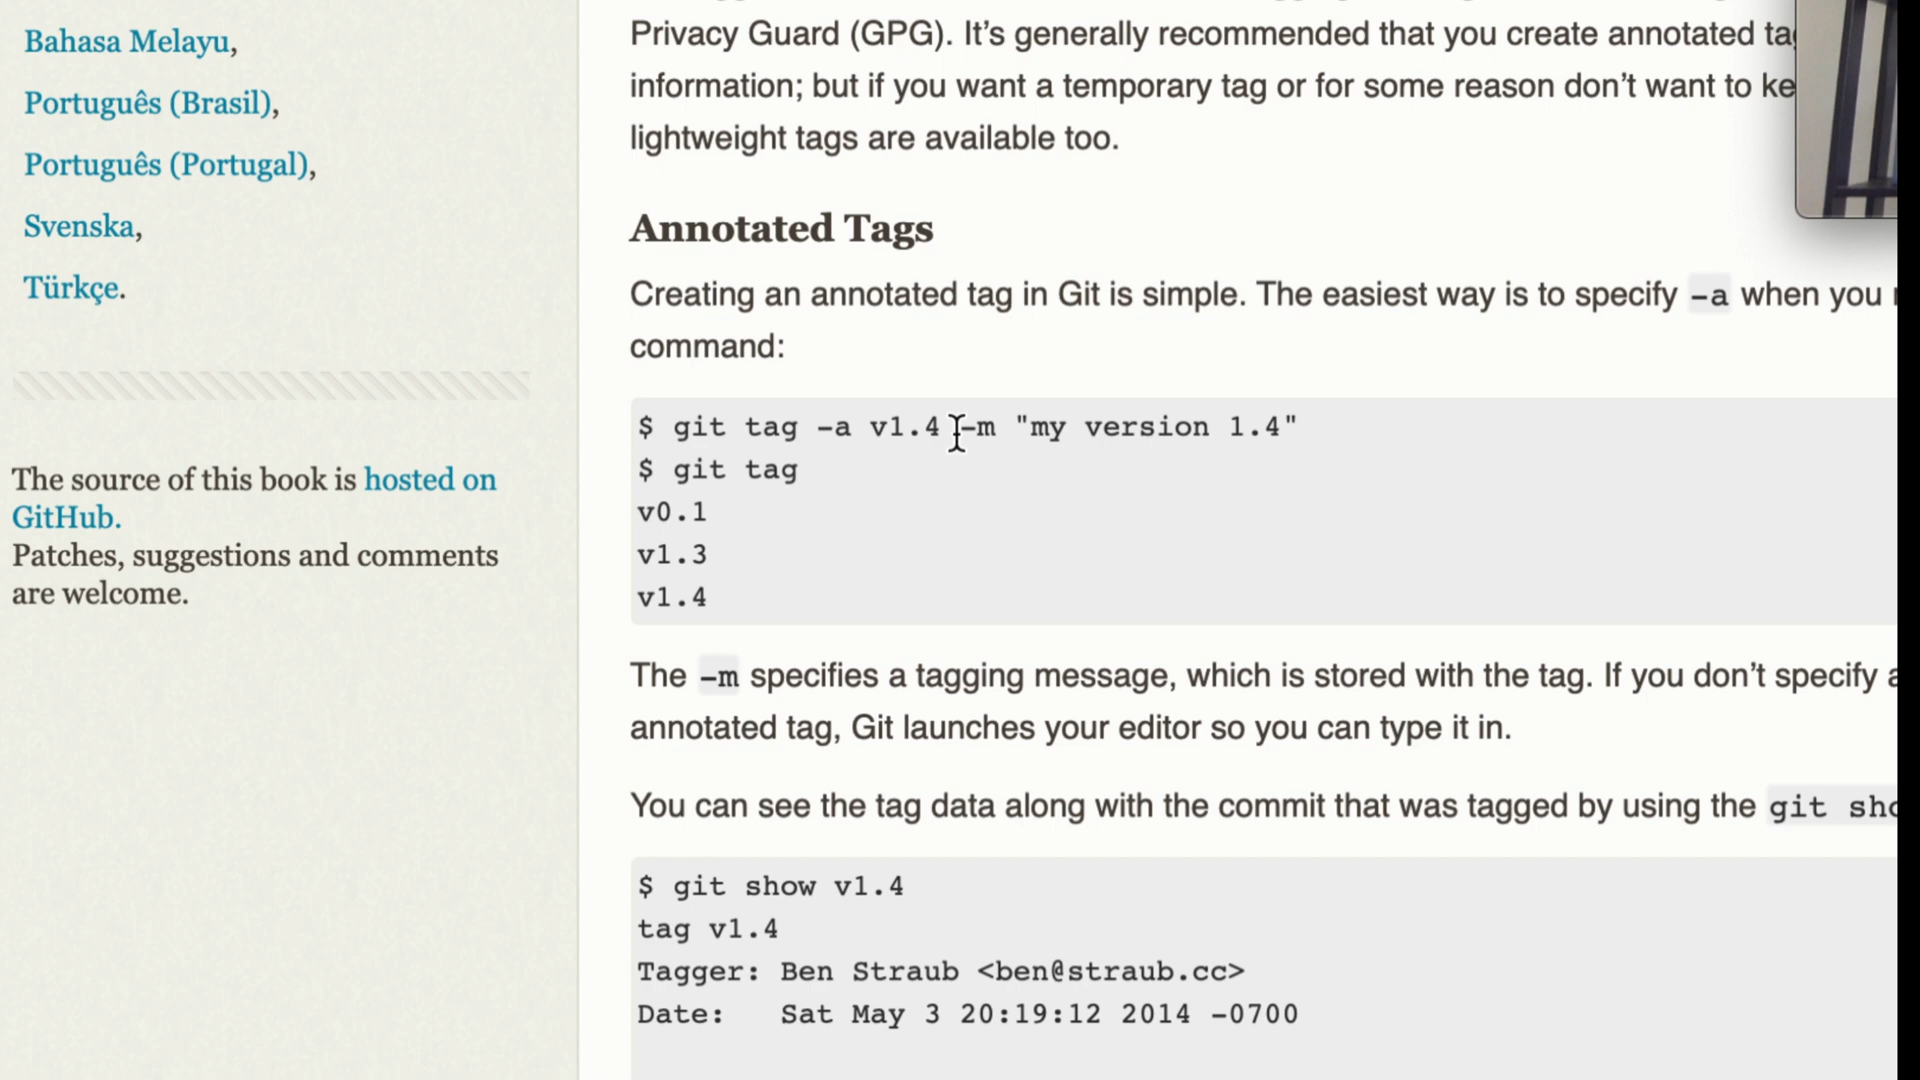 Bahasa Melayu,
Português (Brasil),
Português (Portugal),
Svenska,
Türkçe.
The source of this book is hosted on
GitHub.
Patches, suggestions and comments
are welcome.
Privacy Guard (GPG). It’s generally recommended that you create annotated
information; but if you want a temporary tag or for some reason don’t want to
lightweight tags are available too.
Annotated Tags
Creating an annotated tag in Git is simple. The easiest way is to specify -a when you
command:
$ git tag -a v1.4 -m "my version 1.4"
$ git tag
v0.1
v1.3
v1.4
The -m specifies a tagging message, which is stored with the tag. If you don’t specify
annotated tag, Git launches your editor so you can type it in.
You can see the tag data along with the commit that was tagged by using the git
$ git show v1.4
tag v1.4
Tagger: Ben Straub <ben@straub.cc>
Date:   Sat May 3 20:19:12 2014 -0700